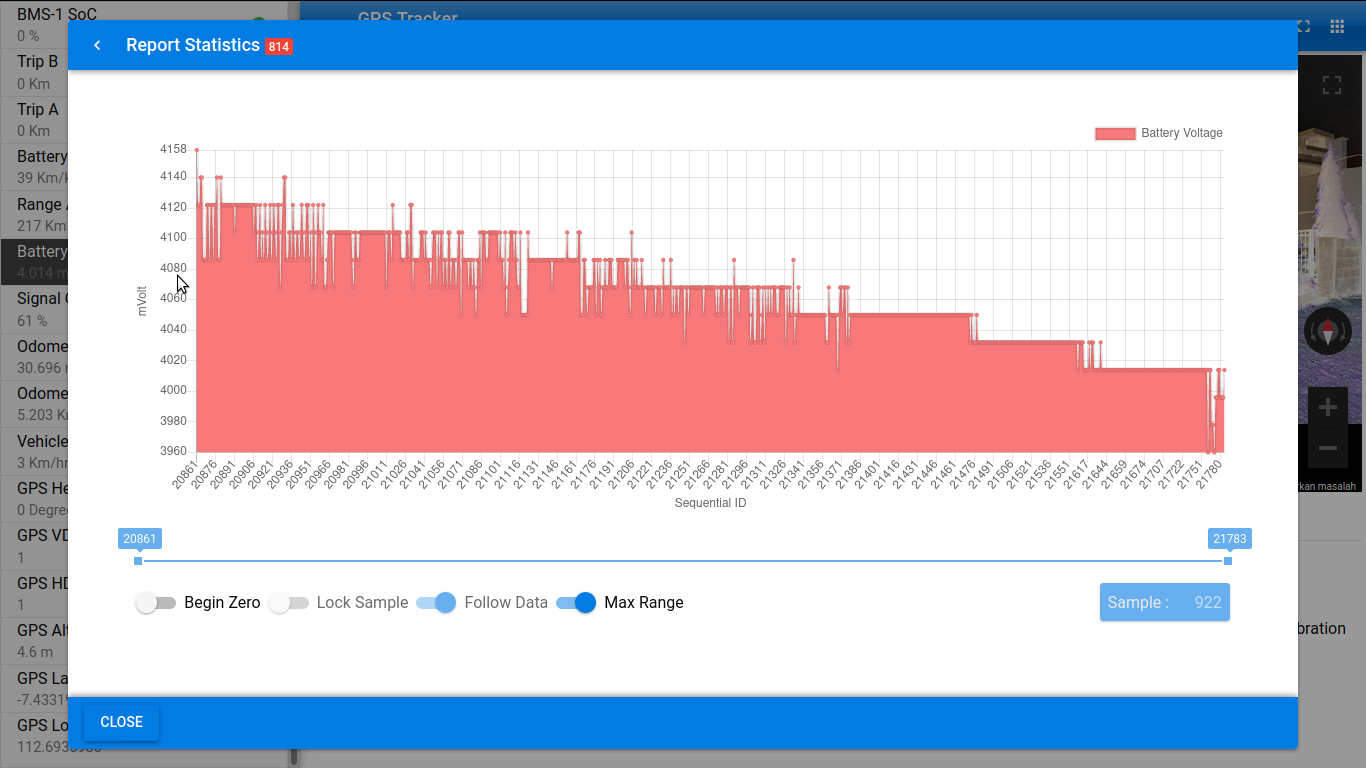 BMS-1 SoC
0 %
Trip B
0 Km
Trip A
0 Km
Battery
39 Km/
Range
217 Km
Battery
4.014 m
Signal
61 %
Odome
30.696
Odome
5.203 K
Vehicle
3 Km/h
GPS He
0 Degre
GPS VD
1
GPS HD
1
GPS Alt
4.6 m
GPS La
-7.4331
GPS Lo
112.693
GPS Tracker
Report Statistics 814
Battery Voltage
mVolt
4158
4140
4120
4100
4080
4060
4040
4020
4000
3980
3960
20861 20876 20891 20906 20921 20936 20951 20966 20981 20996 21011 21026 21041 21056 21071 21086 21101 21116 21131 21146 21161 21176 21191 21206 21221 21236 21251 21266 21281 21296 21311 21326 21341 21356 21371 21386 21401 21416 21431 21446 21461 21476 21491 21506 21521 21536 21551 21617 21644 21659 21674 21707 21722 21751 21780
Sequential ID
20861 21783
Begin Zero Lock Sample Follow Data Max Range Sample : 922
CLOSE
kan masalah
bration